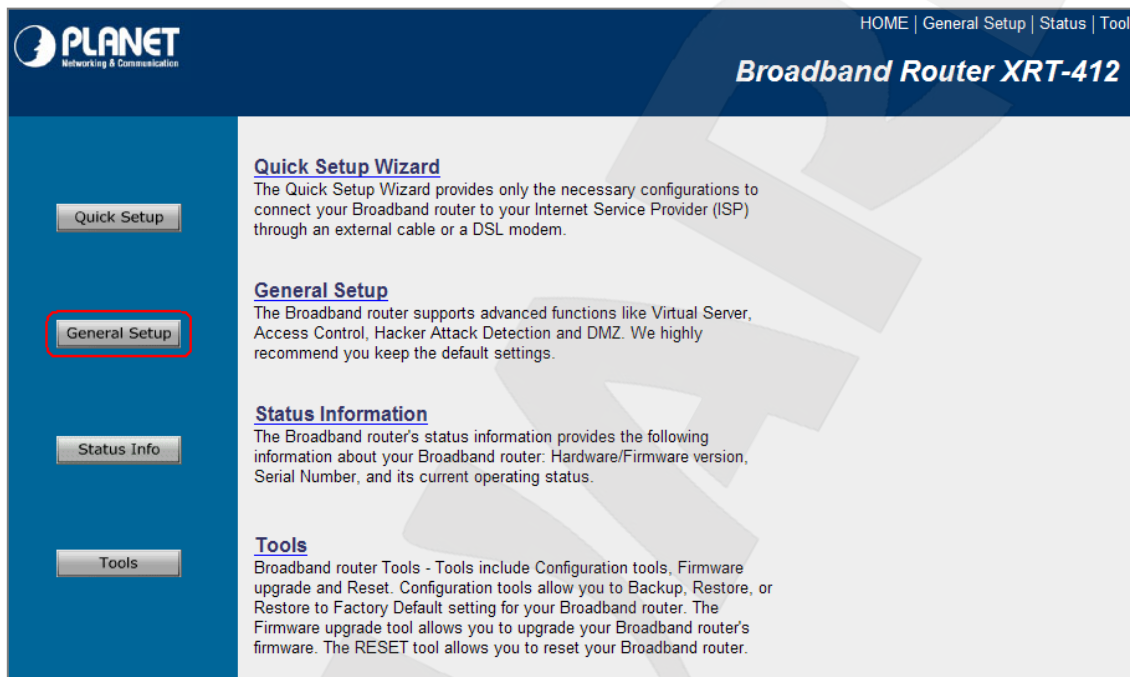 PLANET
Networking & Communication
HOME | General Setup | Status | Tool
Broadband Router XRT-412
Quick Setup
General Setup
Status Info
Tools
Quick Setup Wizard
The Quick Setup Wizard provides only the necessary configurations to
connect your Broadband router to your Internet Service Provider (ISP)
through an external cable or a DSL modem.
General Setup
The Broadband router supports advanced functions like Virtual Server,
Access Control, Hacker Attack Detection and DMZ. We highly
recommend you keep the default settings.
Status Information
The Broadband router's status information provides the following
information about your Broadband router: Hardware/Firmware version,
Serial Number, and its current operating status.
Tools
Broadband router Tools - Tools include Configuration tools, Firmware
upgrade and Reset. Configuration tools allow you to Backup, Restore, or
Restore to Factory Default setting for your Broadband router. The
Firmware upgrade tool allows you to upgrade your Broadband router's
firmware. The RESET tool allows you to reset your Broadband router.